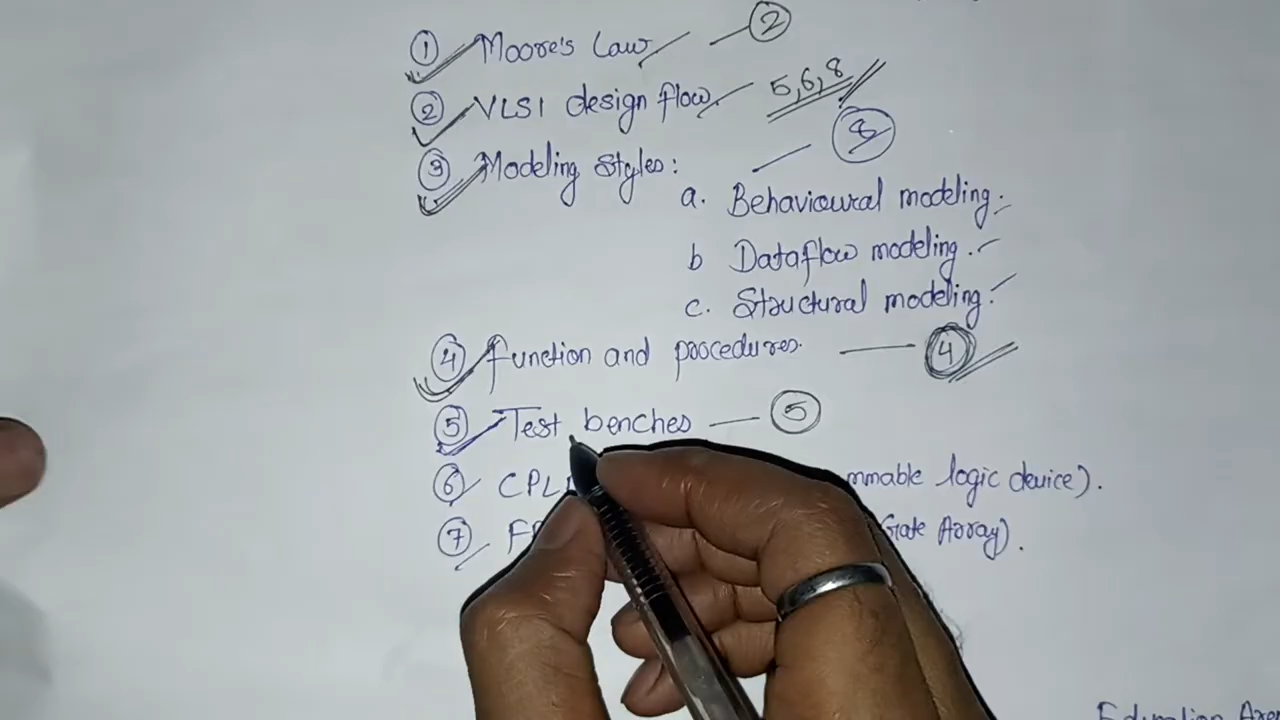 ① Moore's Law — ②
② VLSI design flow. — 5,6,8
③ Modeling Styles: — ⑧
a. Behavioural modeling.
b Dataflow modeling.
c. Structural modeling.
④ function and procedures. — ④
⑤ Test benches — ⑤
⑥ CPL mmable logic device).
⑦ Gate Array).